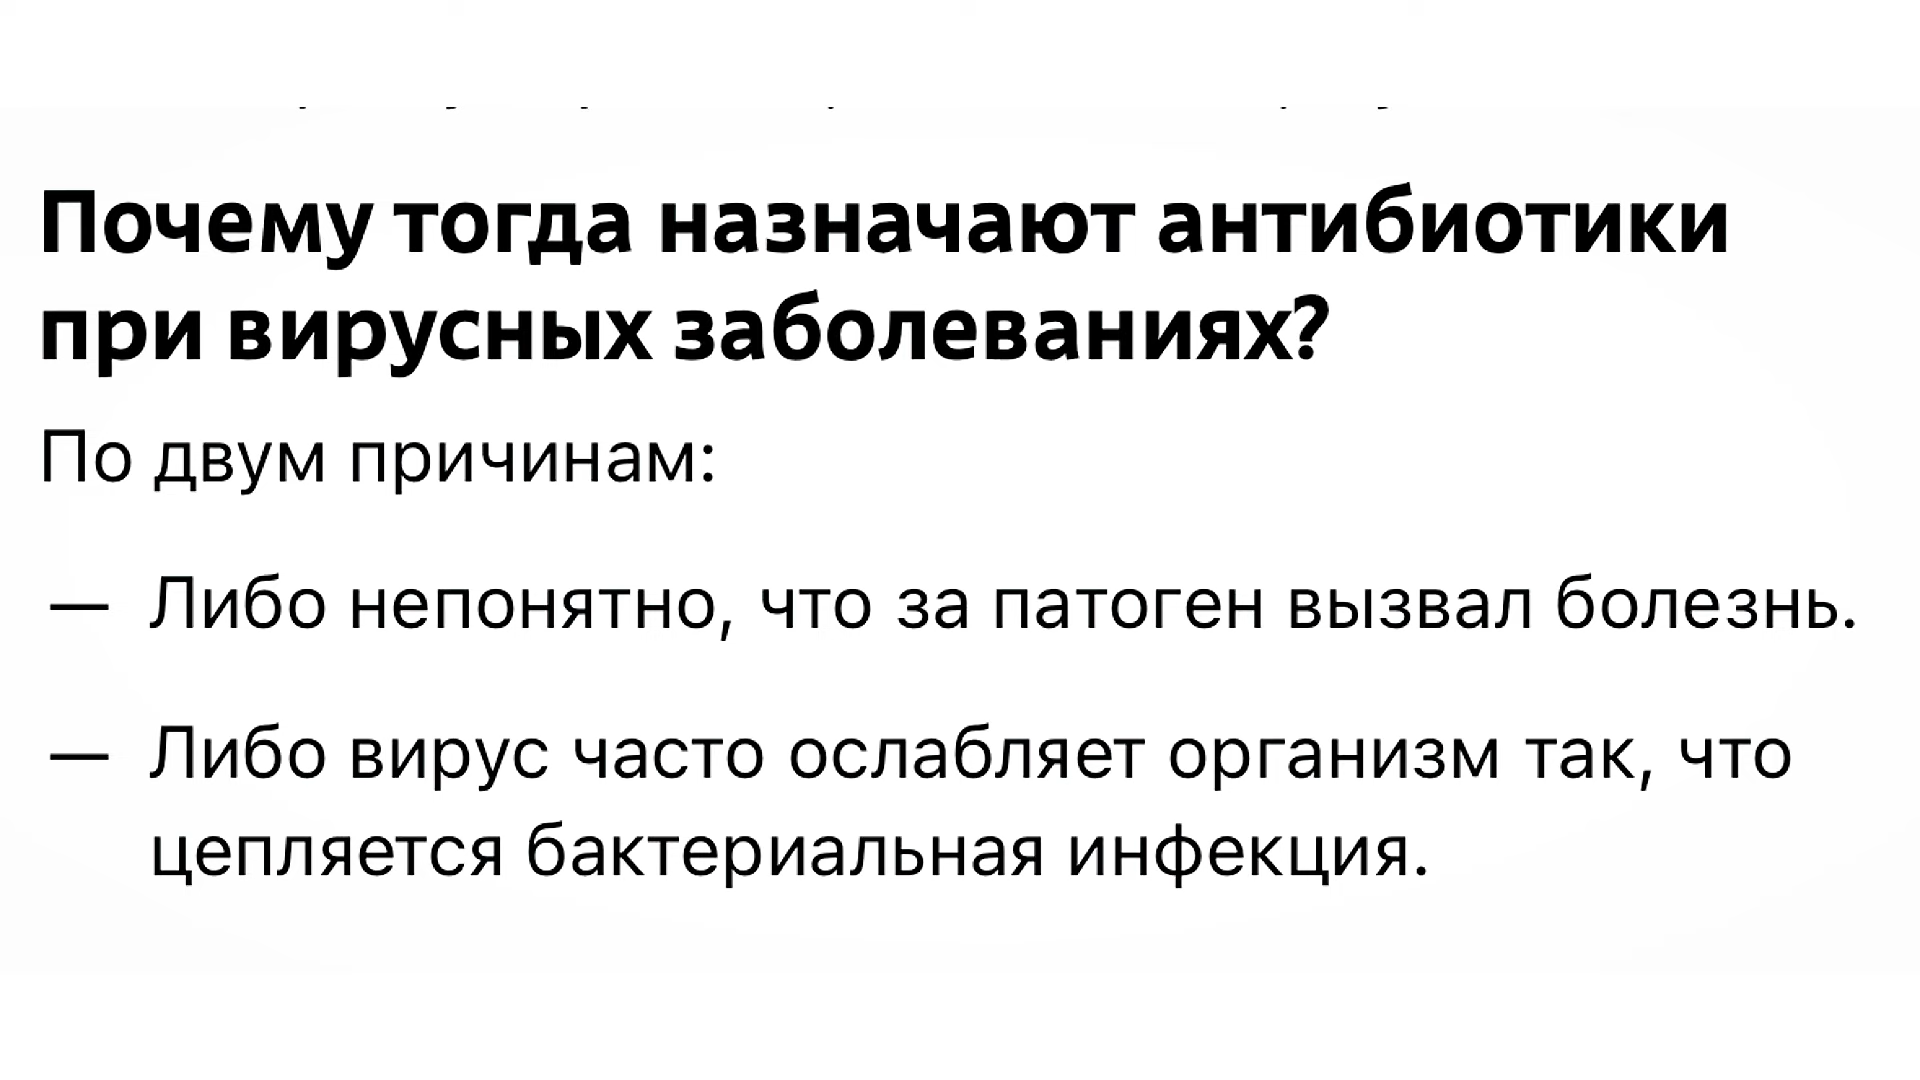 Почему тогда назначают антибиотики
при вирусных заболеваниях?
По двум причинам:
— Либо непонятно, что за патоген вызвал болезнь.
— Либо вирус часто ослабляет организм так, что
цепляется бактериальная инфекция.